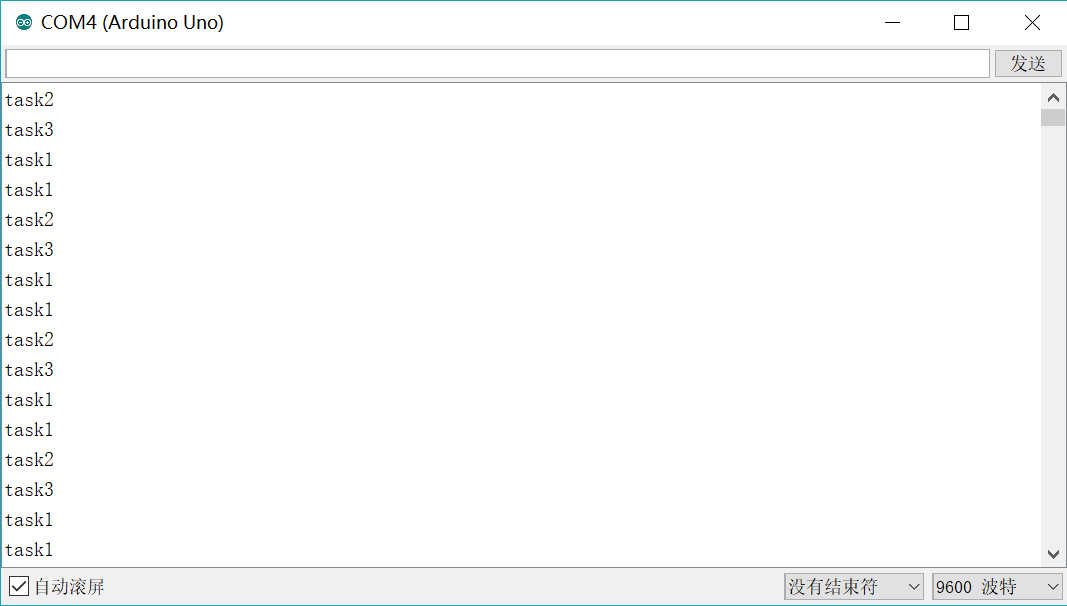 COM4 (Arduino Uno)
发送
task2
task3
task1
task1
task2
task3
task1
task1
task2
task3
task1
task1
task2
task3
task1
task1
自动滚屏
没有结束符
9600 波特